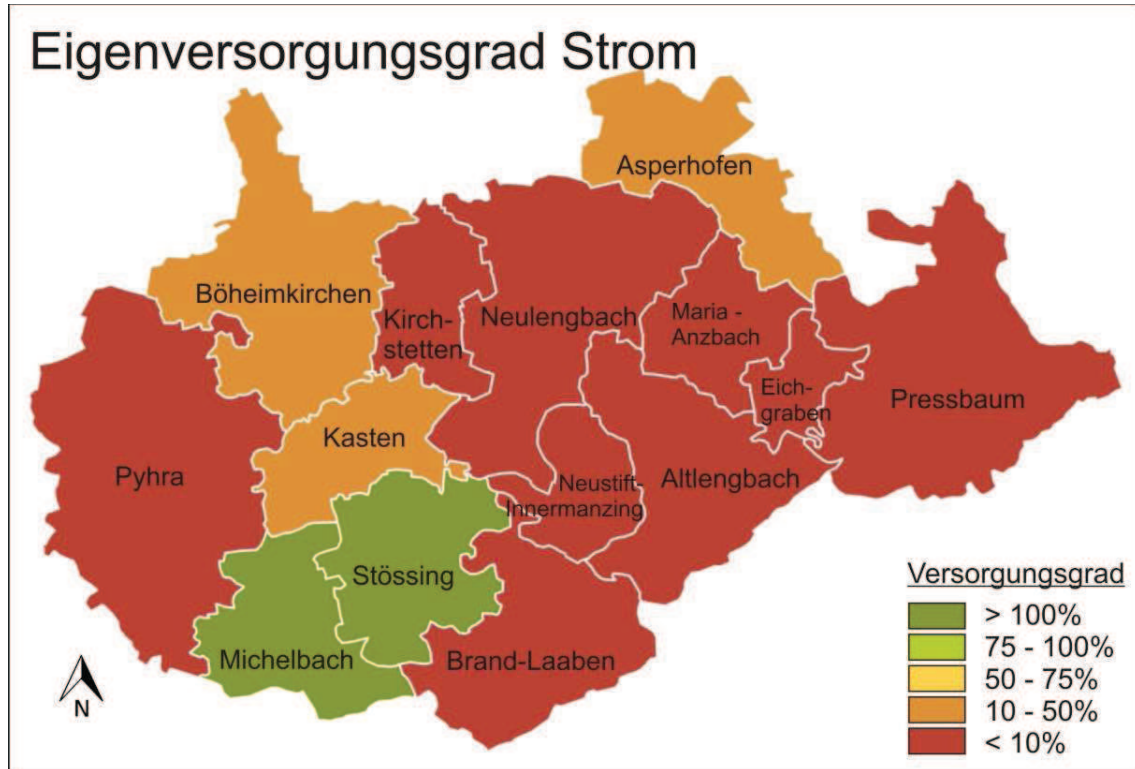 Eigenversorgungsgrad Strom
Asperhofen
Böheimkirchen
Kirch-
stetten
Neulengbach
Maria -
Anzbach
Eich-
graben
Pressbaum
Kasten
Pyhra
Neustift-
Innermanzing
Altlengbach
Stössing
Michelbach
Brand-Laaben
N
Versorgungsgrad
> 100%
75 - 100%
50 - 75%
10 - 50%
< 10%